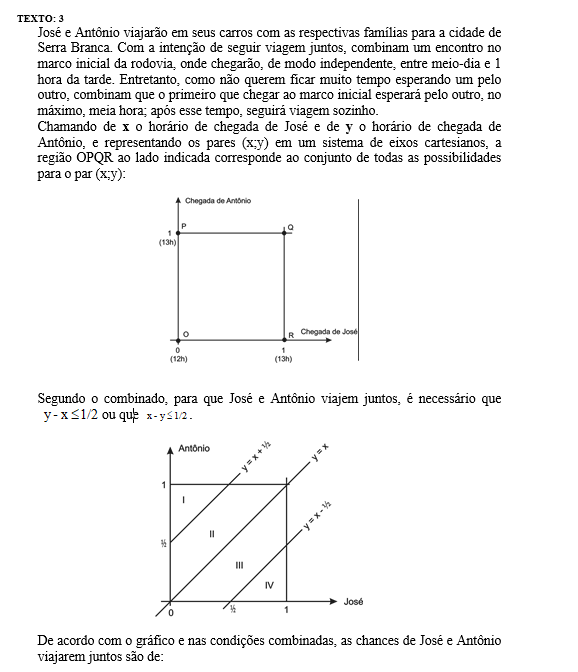 TEXTO: 3
José e Antônio viajarão em seus carros com as respectivas famílias para a cidade de
Serra Branca. Com a intenção de seguir viagem juntos, combinam um encontro no
marco inicial da rodovia, onde chegarão, de modo independente, entre meio-dia e 1
hora da tarde. Entretanto, como não querem ficar muito tempo esperando um pelo
outro, combinam que o primeiro que chegar ao marco inicial esperará pelo outro, no
máximo, meia hora; após esse tempo, seguirá viagem sozinho.
Chamando de x o horário de chegada de José e de y o horário de chegada de
Antônio, e representando os pares (x;y) em um sistema de eixos cartesianos, a
região OPQR ao lado indicada corresponde ao conjunto de todas as possibilidades
para o par (x;y):
Chegada de Antônio
P
Q
1
(13h)
O
R
Chegada de José
0
1
(12h)
(13h)
Segundo o combinado, para que José e Antônio viajem juntos, é necessário que
y - x ≤ 1/2 ou que x - y ≤ 1/2.
Antônio
y = x + ½
y = x
1
I
y = x - ½
II
½
III
IV
José
0
½
1
De acordo com o gráfico e nas condições combinadas, as chances de José e Antônio
viajarem juntos são de: